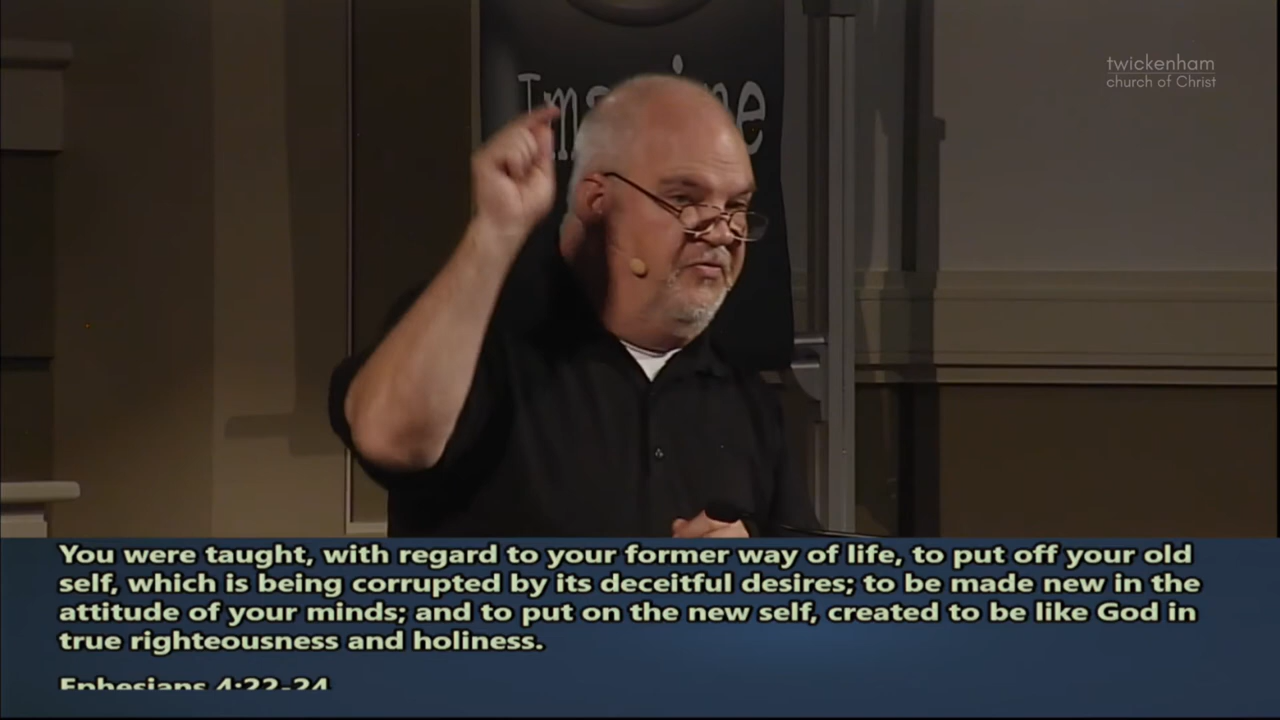 twickenham
church of Christ
You were taught, with regard to your former way of life, to put off your old
self, which is being corrupted by its deceitful desires; to be made new in the
attitude of your minds; and to put on the new self, created to be like God in
true righteousness and holiness.
Ephesians 4:22-24